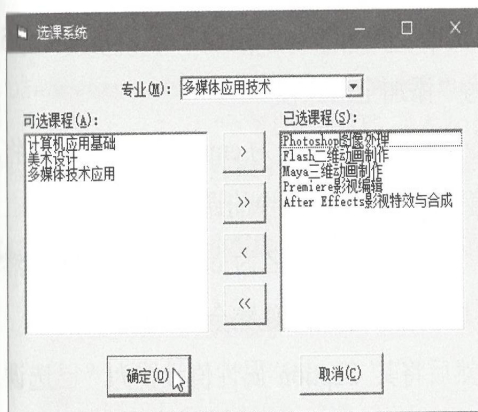 选课系统
专业(M): 多媒体应用技术
可选课程(A):
计算机应用基础
美术设计
多媒体技术应用
>
>>
<
<<
已选课程(S):
Photoshop图像处理
Flash二维动画制作
Maya三维动画制作
Premiere影视编辑
After Effects影视特效与合成
确定(O)
取消(C)